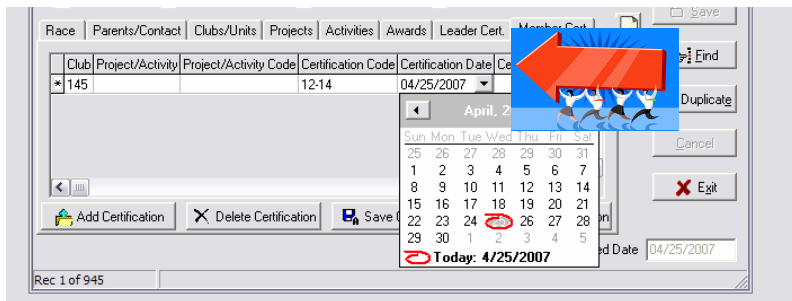 Save
Race Parents/Contact Clubs/Units Projects Activities Awards Leader Cert. Member Cert.
Find
Club Project/Activity Project/Activity Code Certification Code Certification Date
* 145 12-14 04/25/2007
Duplicate
April, 2
Sun Mon Tue Wed Thu Fri Sat
Cancel
25 26 27 28 29 30 31
1 2 3 4 5 6 7
8 9 10 11 12 13 14
Exit
15 16 17 18 19 20 21
Add Certification Delete Certification Save
22 23 24 26 27 28
29 30 1 2 3 4 5
Date 04/25/2007
Today: 4/25/2007
Rec 1 of 945